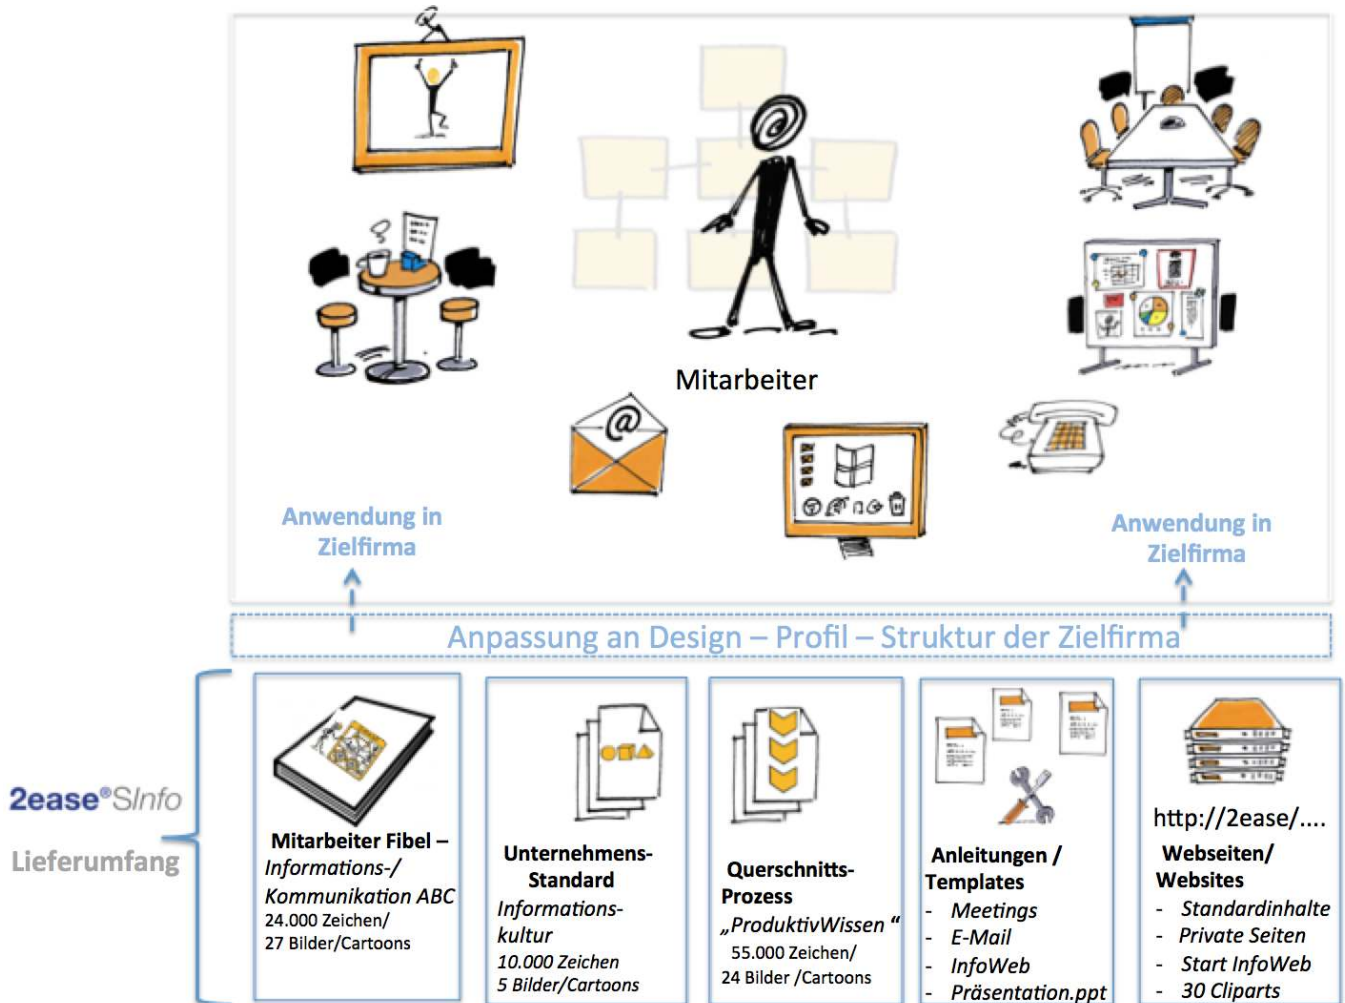 Mitarbeiter
@
Anwendung in
Zielfirma
Anwendung in
Zielfirma
Anpassung an Design – Profil – Struktur der Zielfirma
2ease®SInfo
Lieferumfang
Mitarbeiter Fibel –
Informations-/
Kommunikation ABC
24.000 Zeichen/
27 Bilder/Cartoons
Unternehmens-
Standard
Informations-
kultur
10.000 Zeichen
5 Bilder/Cartoons
Querschnitts-
Prozess
„ProduktivWissen “
55.000 Zeichen/
24 Bilder /Cartoons
Anleitungen /
Templates
- Meetings
- E-Mail
- InfoWeb
- Präsentation.ppt
http://2ease/....
Webseiten/
Websites
- Standardinhalte
- Private Seiten
- Start InfoWeb
- 30 Cliparts